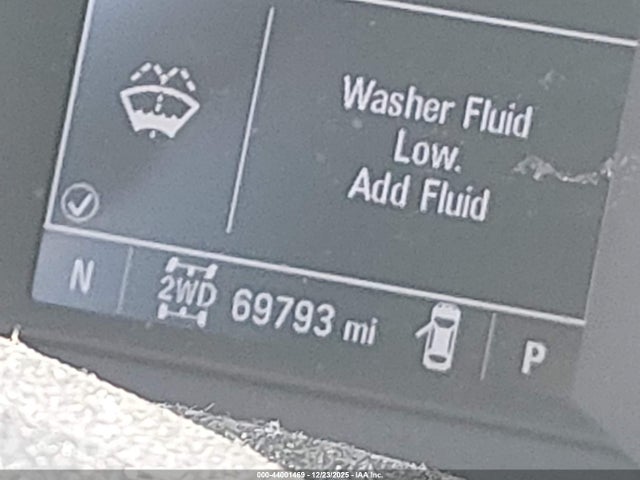 Washer Fluid
Low.
Add Fluid
N 2WD 69793 mi P
000-44001469 - 12/23/2025 - IAA, Inc.